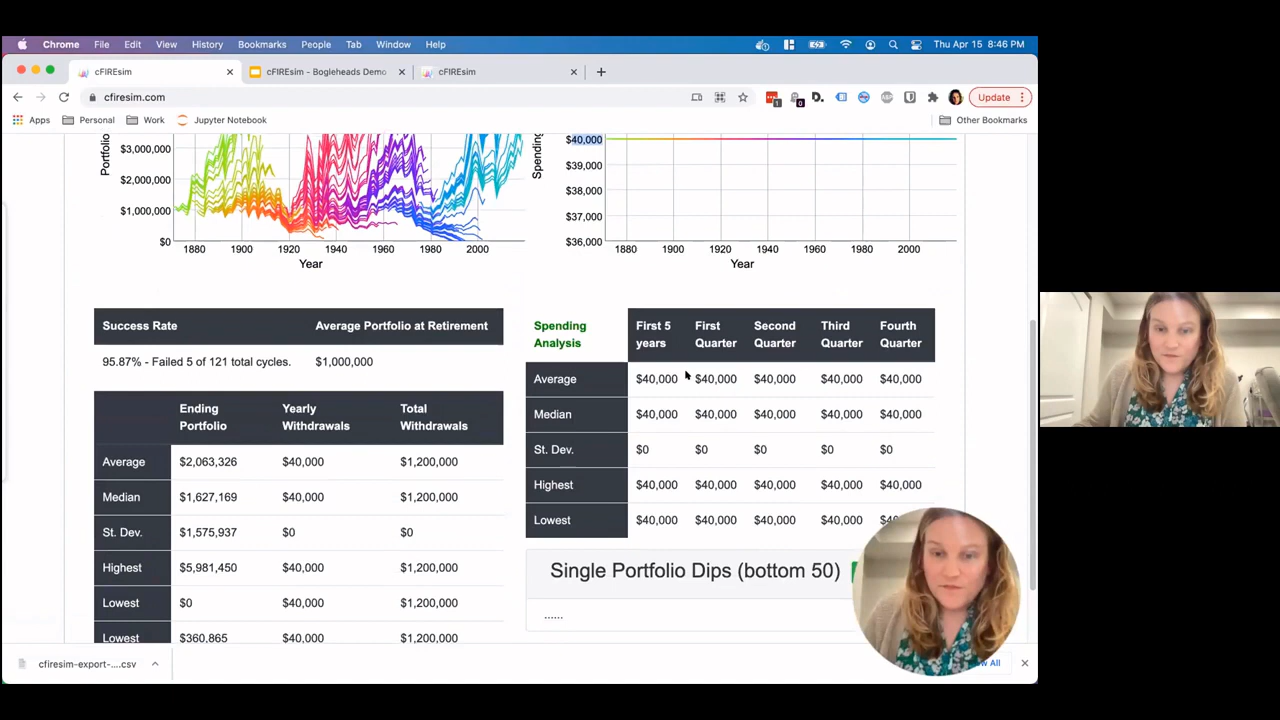 Chrome File Edit View History Bookmarks People Tab Window Help Thu Apr 15 8:46 PM
cFIREsim cFIREsim - Bogleheads Demo cFIREsim
cfiresim.com Update
Apps Personal Work Jupyter Notebook Other Bookmarks
Portfolio
$3,000,000
$2,000,000
$1,000,000
$0
1880 1900 1920 1940 1960 1980 2000
Year
Spending
$40,000
$39,000
$38,000
$37,000
$36,000
1880 1900 1920 1940 1960 1980 2000
Year
Success Rate Average Portfolio at Retirement
95.87% - Failed 5 of 121 total cycles. $1,000,000
Ending Yearly Total
Portfolio Withdrawals Withdrawals
Average $2,063,326 $40,000 $1,200,000
Median $1,627,169 $40,000 $1,200,000
St. Dev. $1,575,937 $0 $0
Highest $5,981,450 $40,000 $1,200,000
Lowest $0 $40,000 $1,200,000
Lowest $360,865 $40,000 $1,200,000
Spending First 5 First Second Third Fourth
Analysis years Quarter Quarter Quarter Quarter
Average $40,000 $40,000 $40,000 $40,000 $40,000
Median $40,000 $40,000 $40,000 $40,000 $40,000
St. Dev. $0 $0 $0 $0 $0
Highest $40,000 $40,000 $40,000 $40,000 $40,000
Lowest $40,000 $40,000 $40,000 $40,000
Single Portfolio Dips (bottom 50)
......
cfiresim-export-....csv All